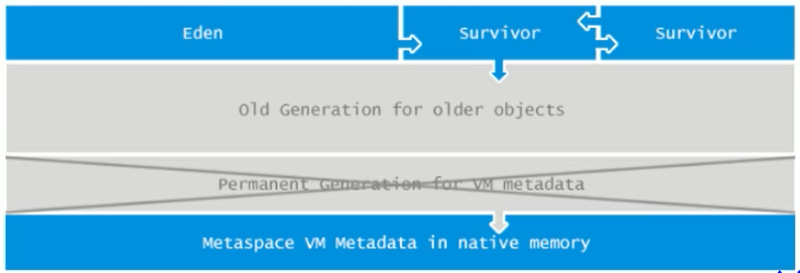 Eden
Survivor
Survivor
Old Generation for older objects
Permanent Generation for VM metadata
Metaspace VM Metadata in native memory